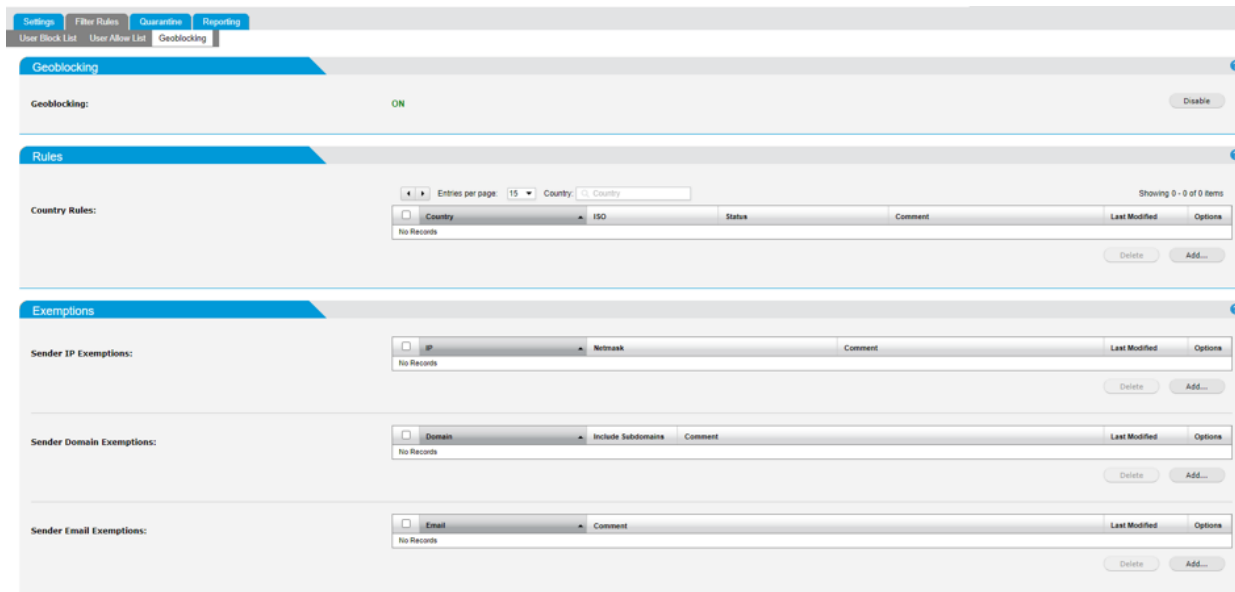 Settings Filter Rules Quarantine Reporting
User Block List User Allow List Geoblocking
Geoblocking
Geoblocking: ON Disable
Rules
Entries per page: 15 Country: Country Showing 0 - 0 of 0 items
Country Rules:
Country ISO Status Comment Last Modified Options
No Records
Delete Add....
Exemptions
Sender IP Exemptions:
IP Netmask Comment Last Modified Options
No Records
Delete Add....
Sender Domain Exemptions:
Domain Include Subdomains Comment Last Modified Options
No Records
Delete Add....
Sender Email Exemptions:
Email Comment Last Modified Options
No Records
Delete Add....